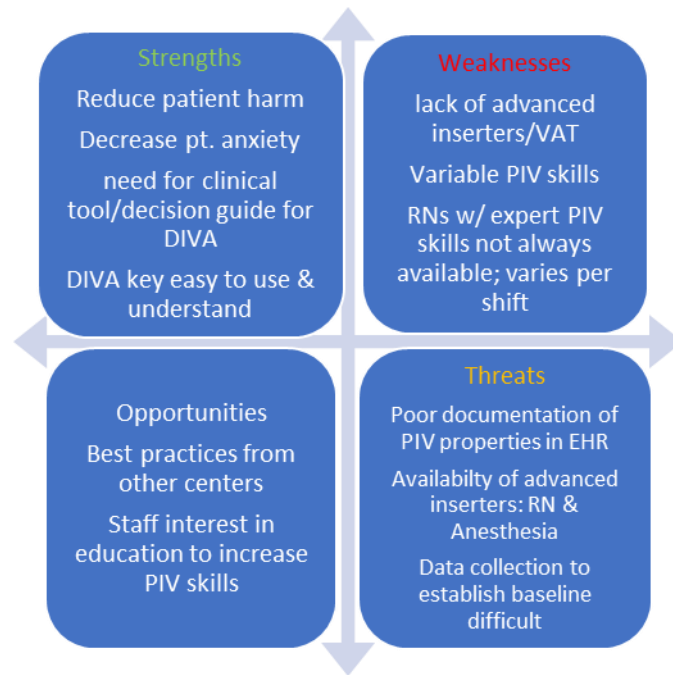 Strengths
Reduce patient harm
Decrease pt. anxiety
need for clinical
tool/decision guide for
DIVA
DIVA key easy to use &
understand
Weaknesses
lack of advanced
inserters/VAT
Variable PIV skills
RNs w/ expert PIV
skills not always
available; varies per
shift
Opportunities
Best practices from
other centers
Staff interest in
education to increase
PIV skills
Threats
Poor documentation of
PIV properties in EHR
Availabilty of advanced
inserters: RN &
Anesthesia
Data collection to
establish baseline
difficult